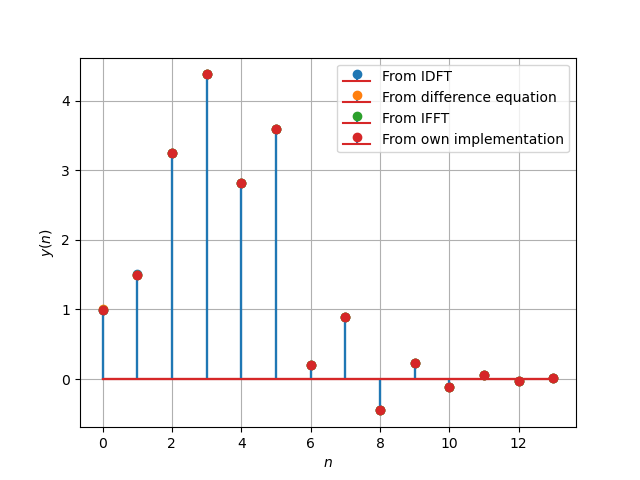 From IDFT
From difference equation
From IFFT
From own implementation
4
3
2
1
0
y(n)
0 2 4 6 8 10 12
n